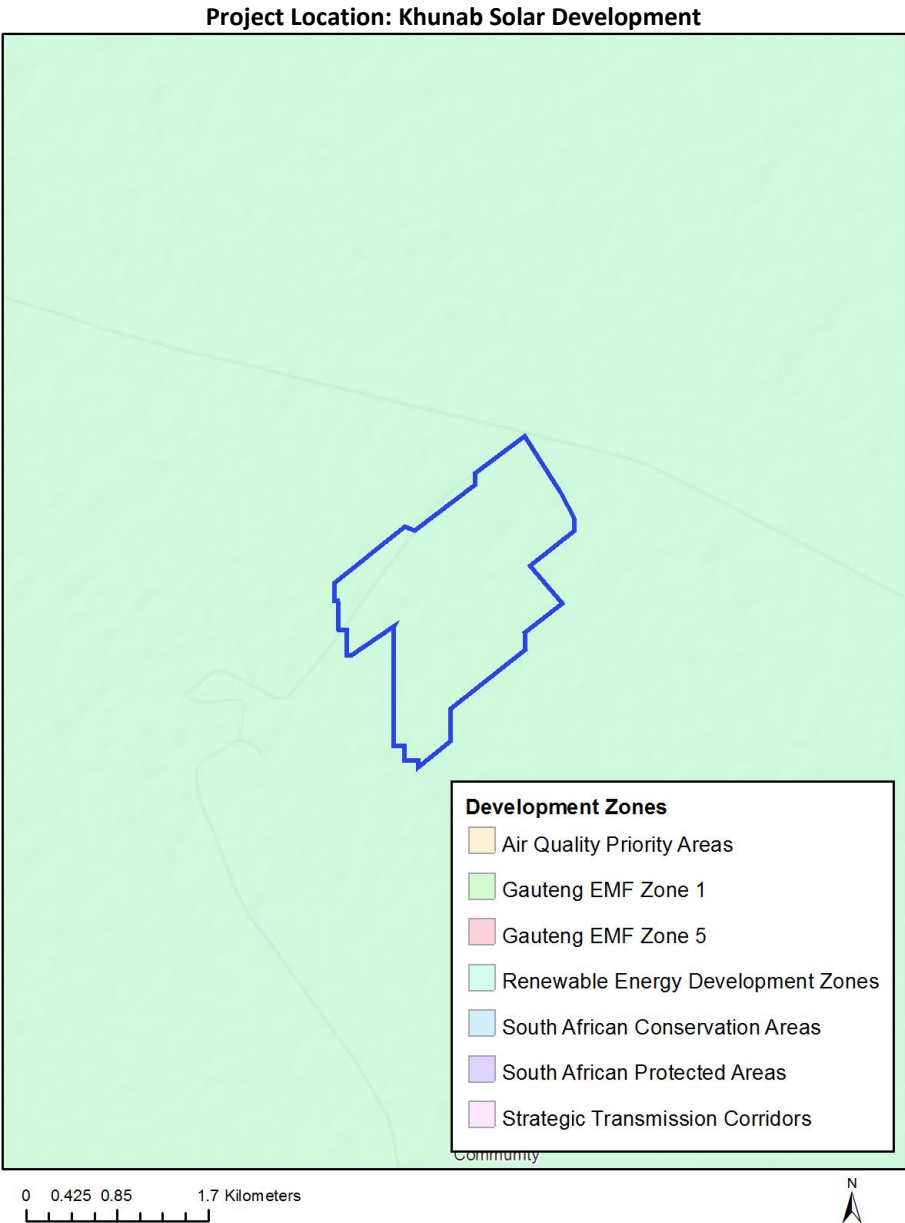 Project Location: Khunab Solar Development
Development Zones
Air Quality Priority Areas
Gauteng EMF Zone 1
Gauteng EMF Zone 5
Renewable Energy Development Zones
South African Conservation Areas
South African Protected Areas
Strategic Transmission Corridors
Community
0 0.425 0.85 1.7 Kilometers
N